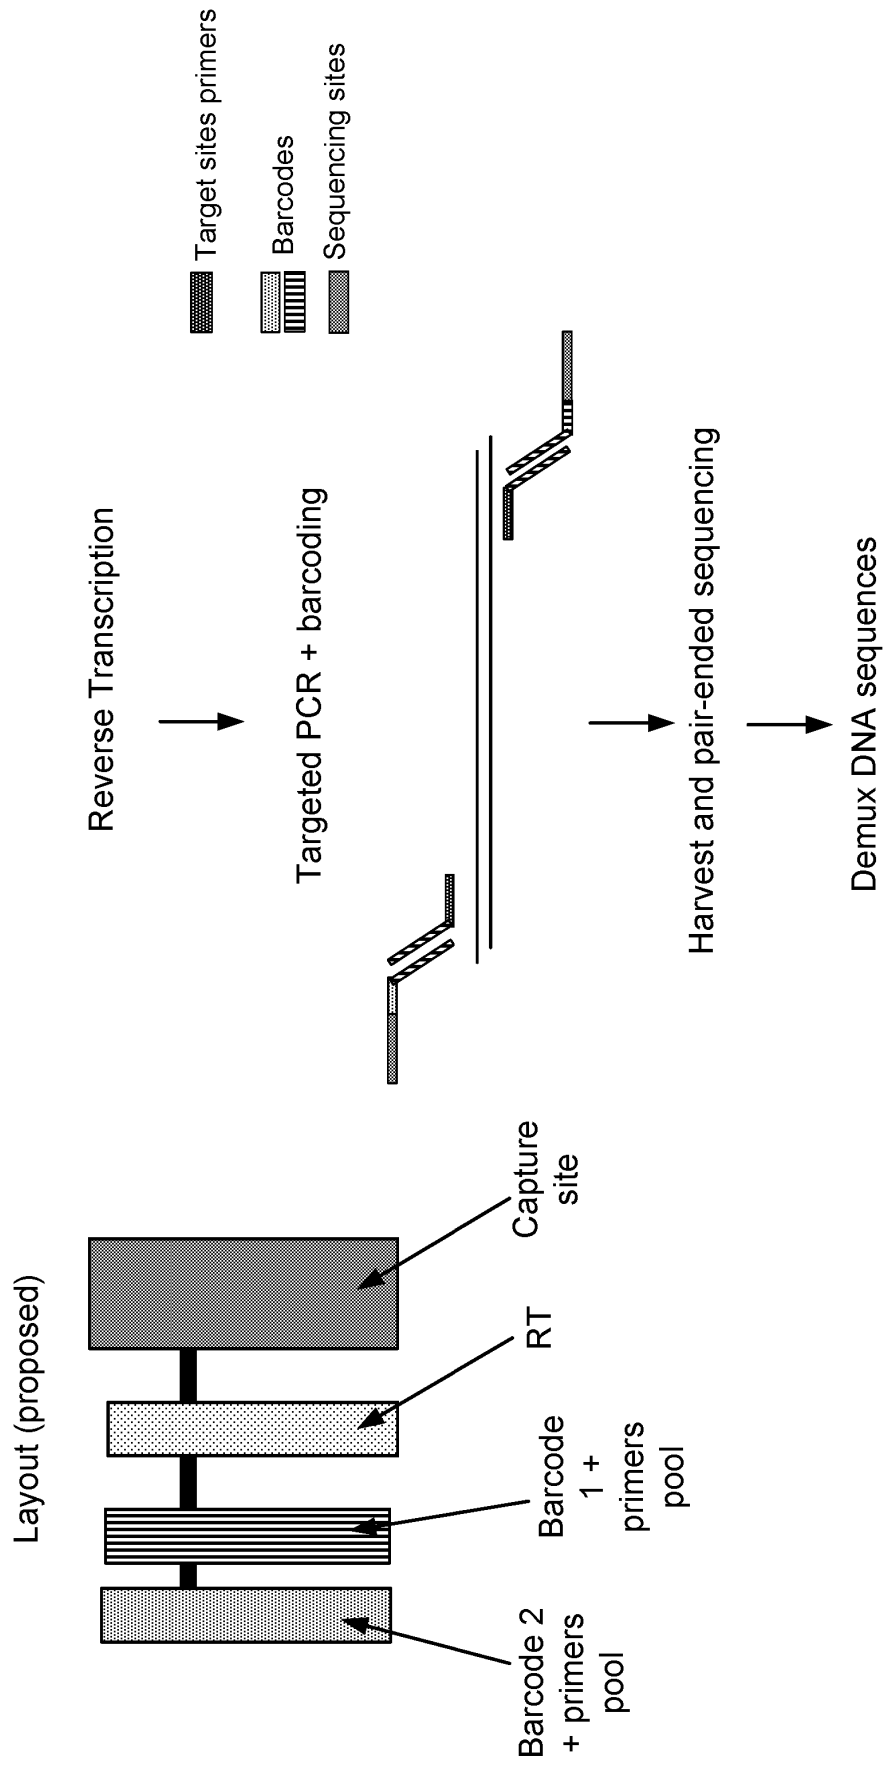 Layout (proposed)
Barcode 2
+ primers
pool
Barcode
1 +
primers
pool
RT
Capture
site
Reverse Transcription
Targeted PCR + barcoding
Harvest and pair-ended sequencing
Demux DNA sequences
Target sites primers
Barcodes
Sequencing sites